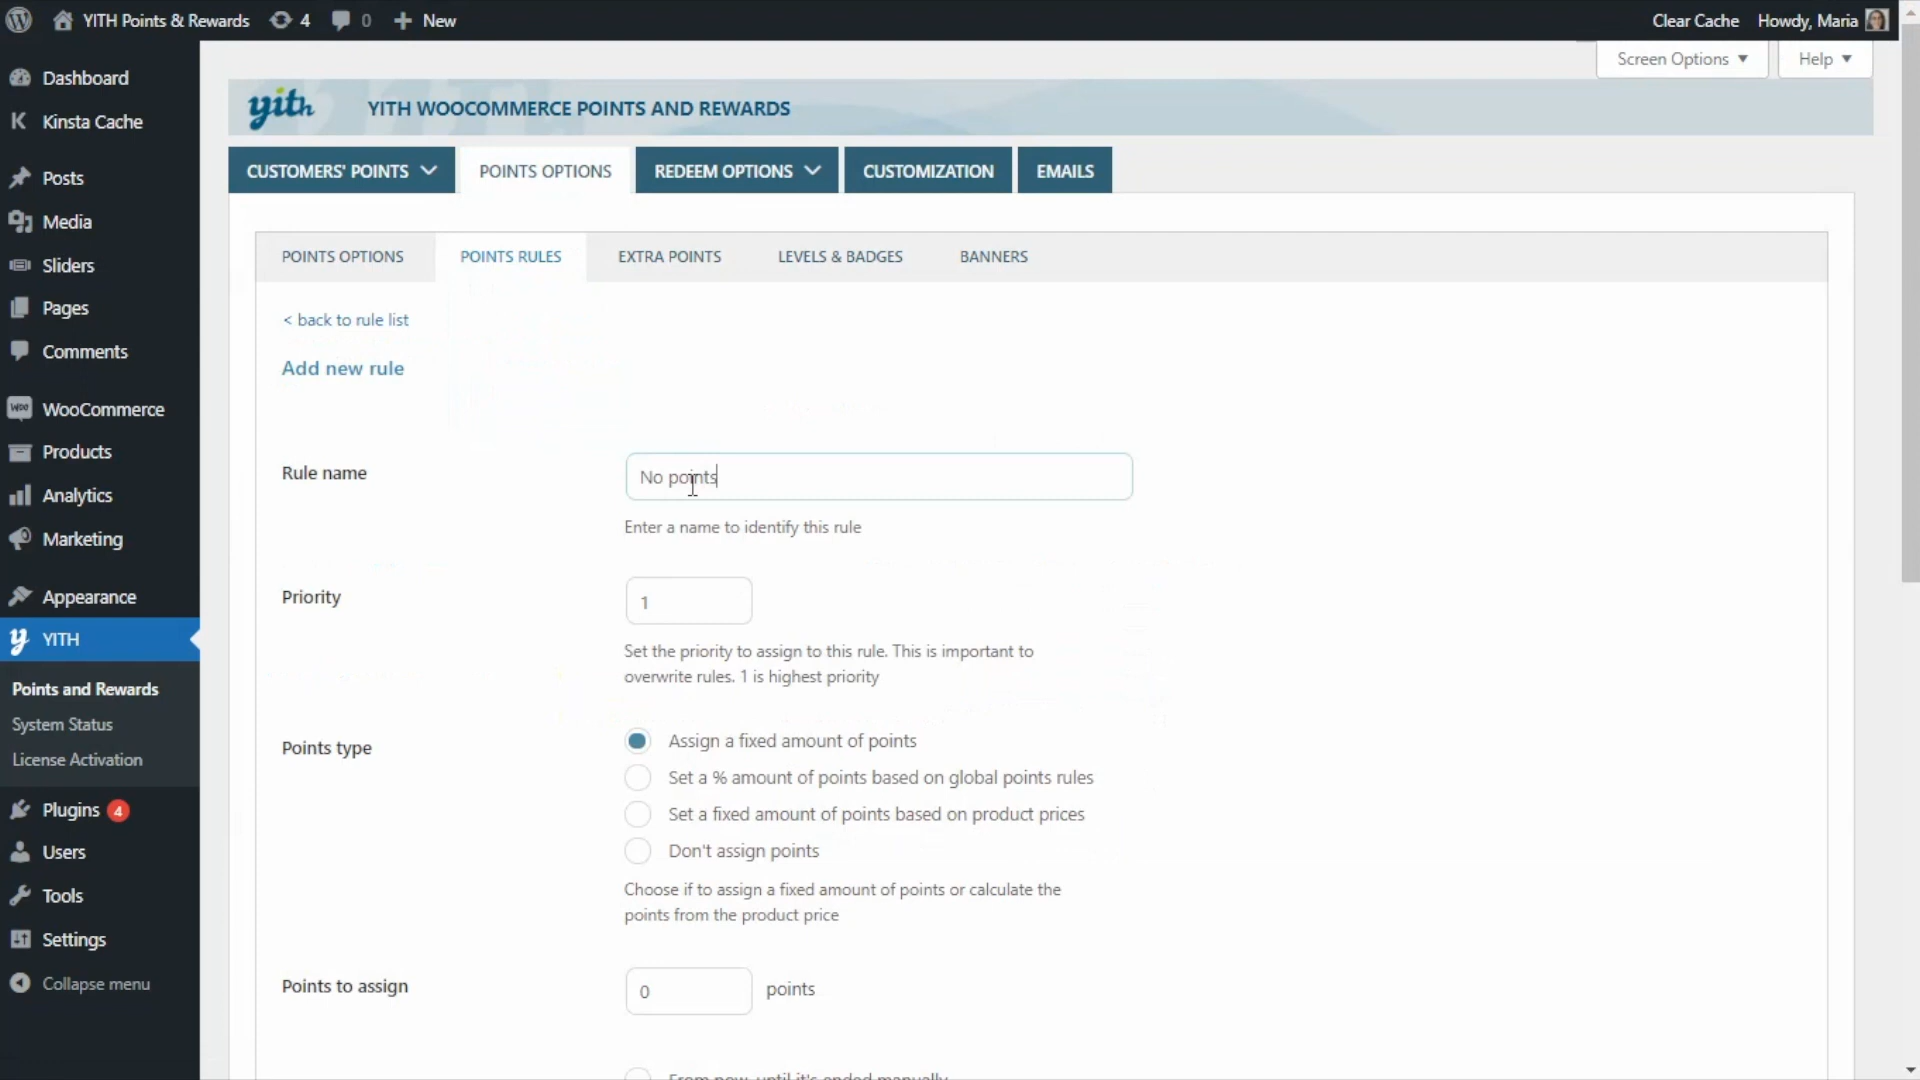 YITH Points & Rewards 4 0 New Clear Cache Howdy, Maria
Screen Options Help
Dashboard
Kinsta Cache
Posts
Media
Sliders
Pages
Comments
WooCommerce
Products
Analytics
Marketing
Appearance
YITH
Points and Rewards
System Status
License Activation
Plugins 4
Users
Tools
Settings
Collapse menu
yith YITH WOOCOMMERCE POINTS AND REWARDS
CUSTOMERS' POINTS POINTS OPTIONS REDEEM OPTIONS CUSTOMIZATION EMAILS
POINTS OPTIONS POINTS RULES EXTRA POINTS LEVELS & BADGES BANNERS
< back to rule list
Add new rule
Rule name No points
Enter a name to identify this rule
Priority 1
Set the priority to assign to this rule. This is important to
overwrite rules. 1 is highest priority
Points type Assign a fixed amount of points
Set a % amount of points based on global points rules
Set a fixed amount of points based on product prices
Don't assign points
Choose if to assign a fixed amount of points or calculate the
points from the product price
Points to assign 0 points
From now, until it's ended manually